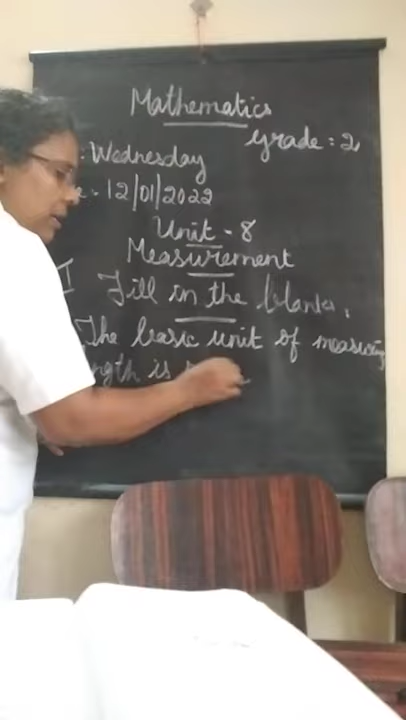 Mathematics
Grade = 2
: Wednesday
e - 12/01/2022
Unit - 8
Measurement
I Fill in the blanks.
The basic unit of measuring
ngth is